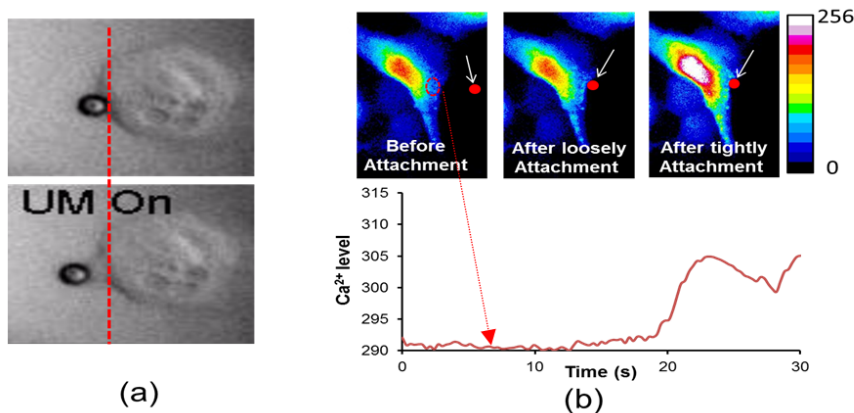 UM On
(a)
256
0
Before
Attachment
After loosely
Attachment
After tightly
Attachment
Ca²⁺ level
315
310
305
300
295
290
0
10
20
30
Time (s)
(b)